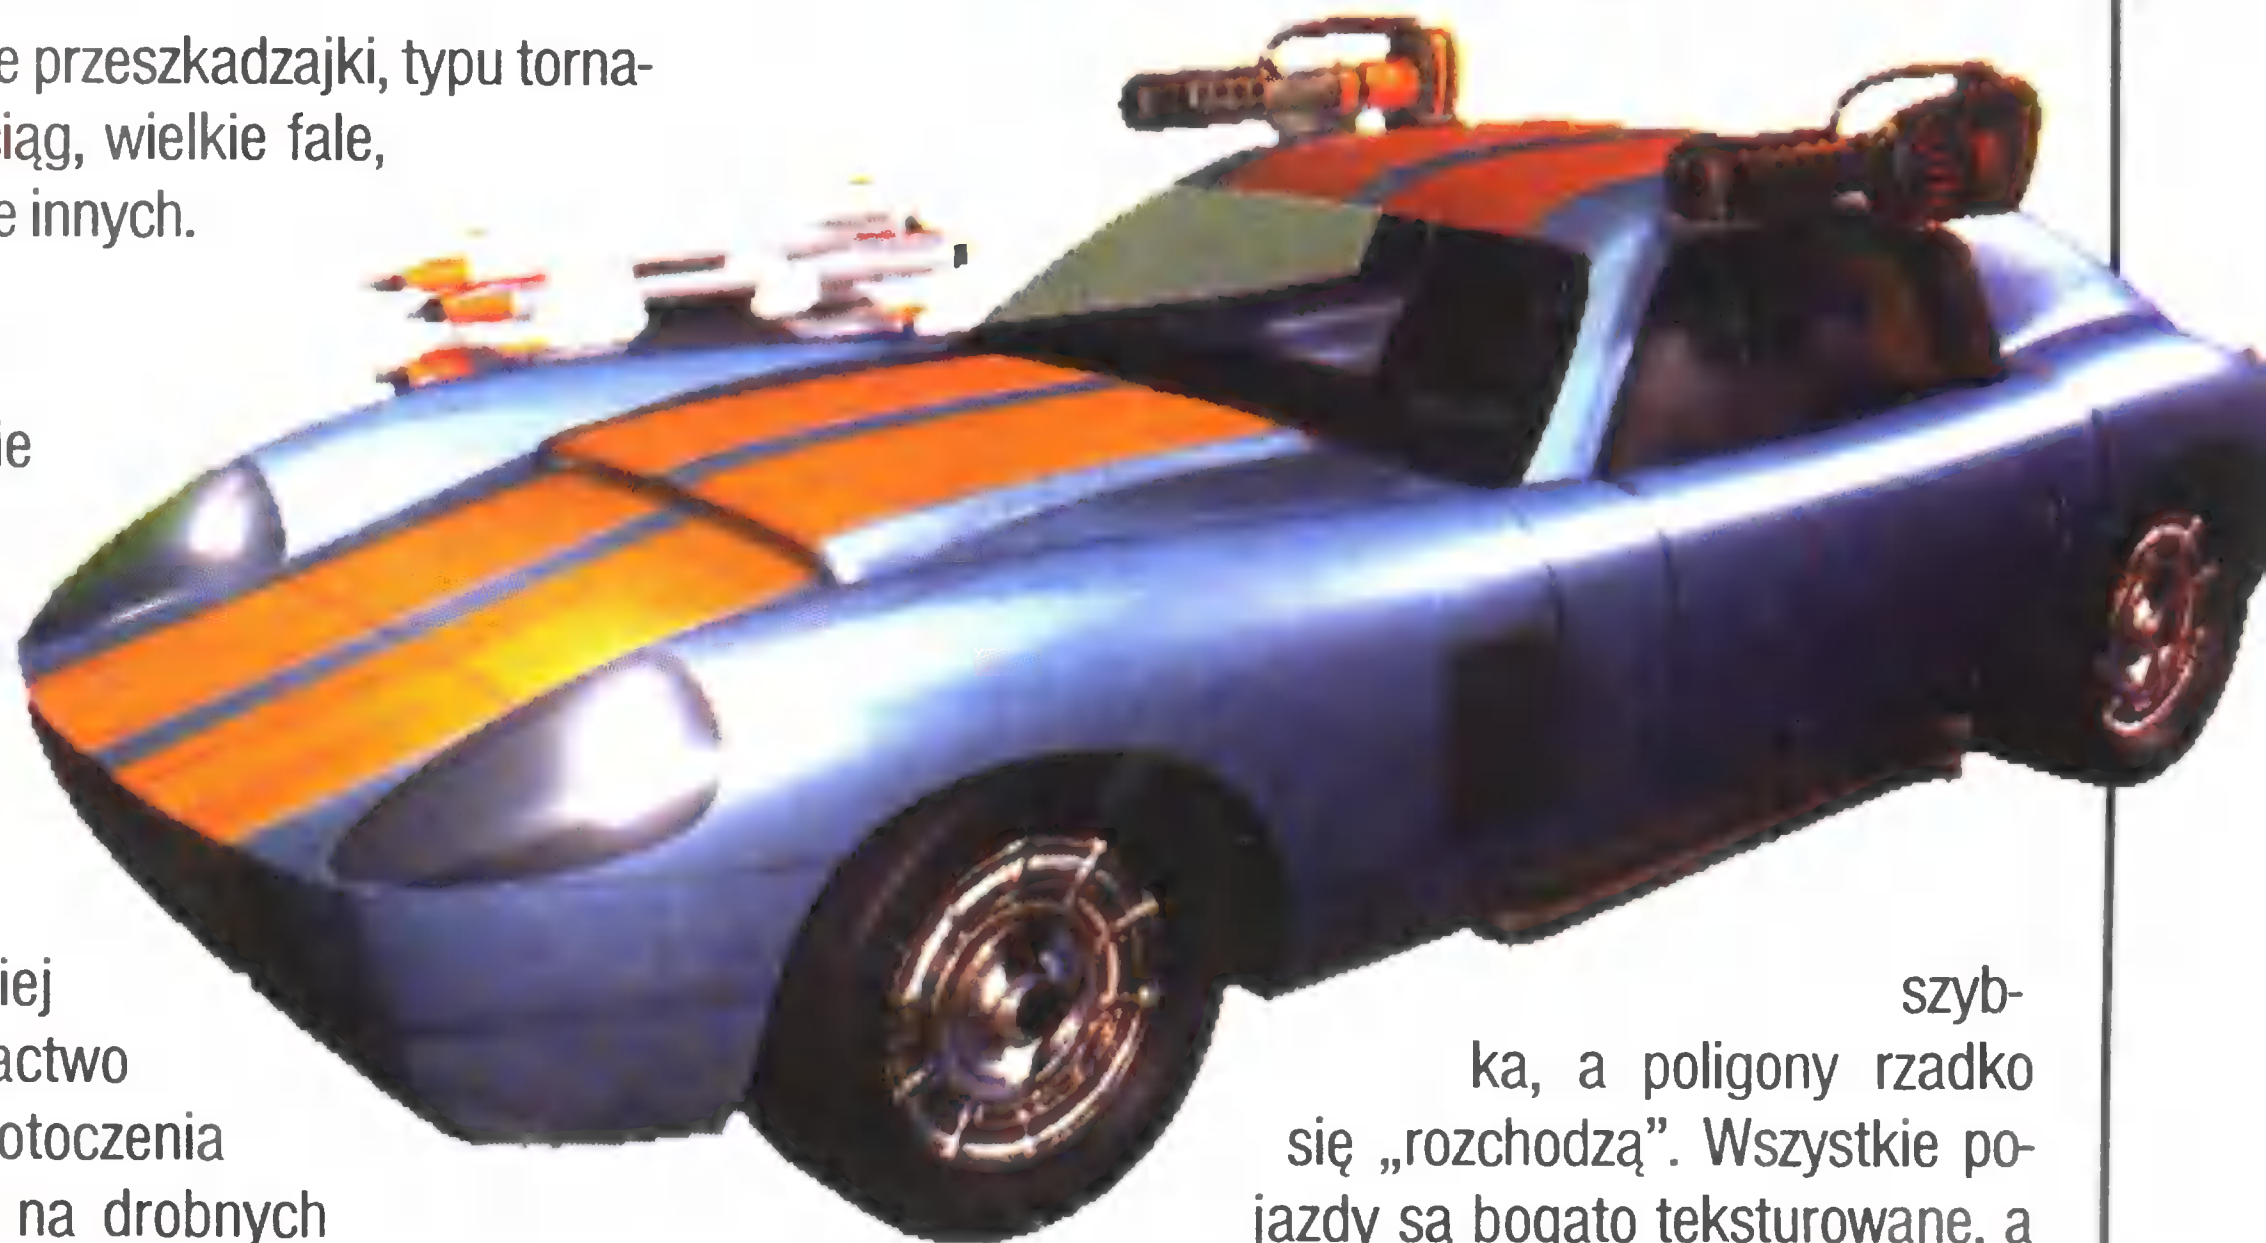 e przeszkadzajki, typu torna-
iąg, wielkie fale,
e innych.
ie
iej
actwo
otoczenia
na drobnych
szyb-
ka, a poligony rzadko
się „rozchodzą”. Wszystkie po-
jazdy są bogato teksturowane, a